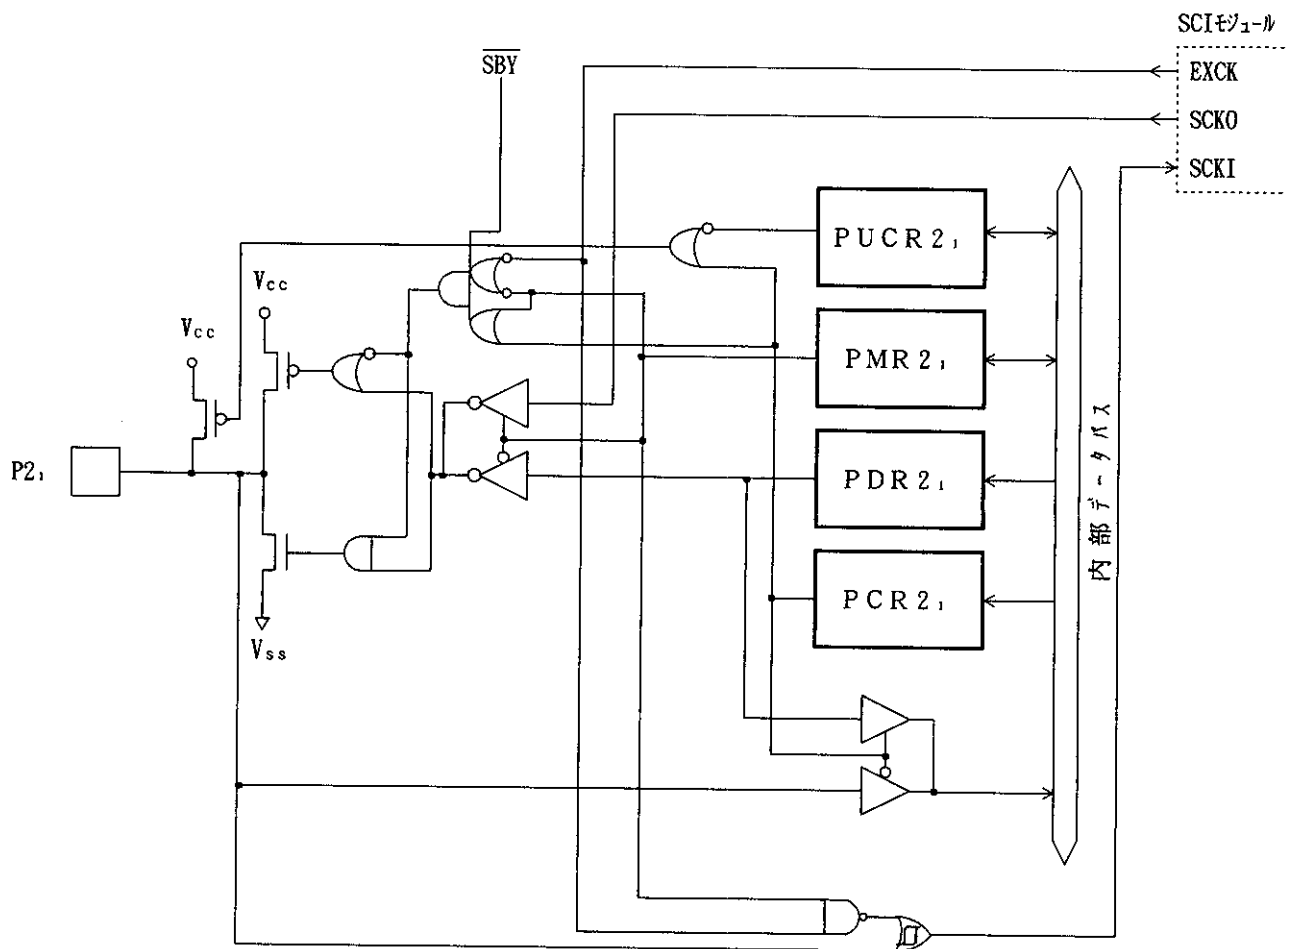 SCIモジュール
SBY
EXCK
SCKO
SCKI
PUCR2₁
Vcc
Vcc
PMR2₁
P2₁
PDR2₁
内部データバス
PCR2₁
Vss